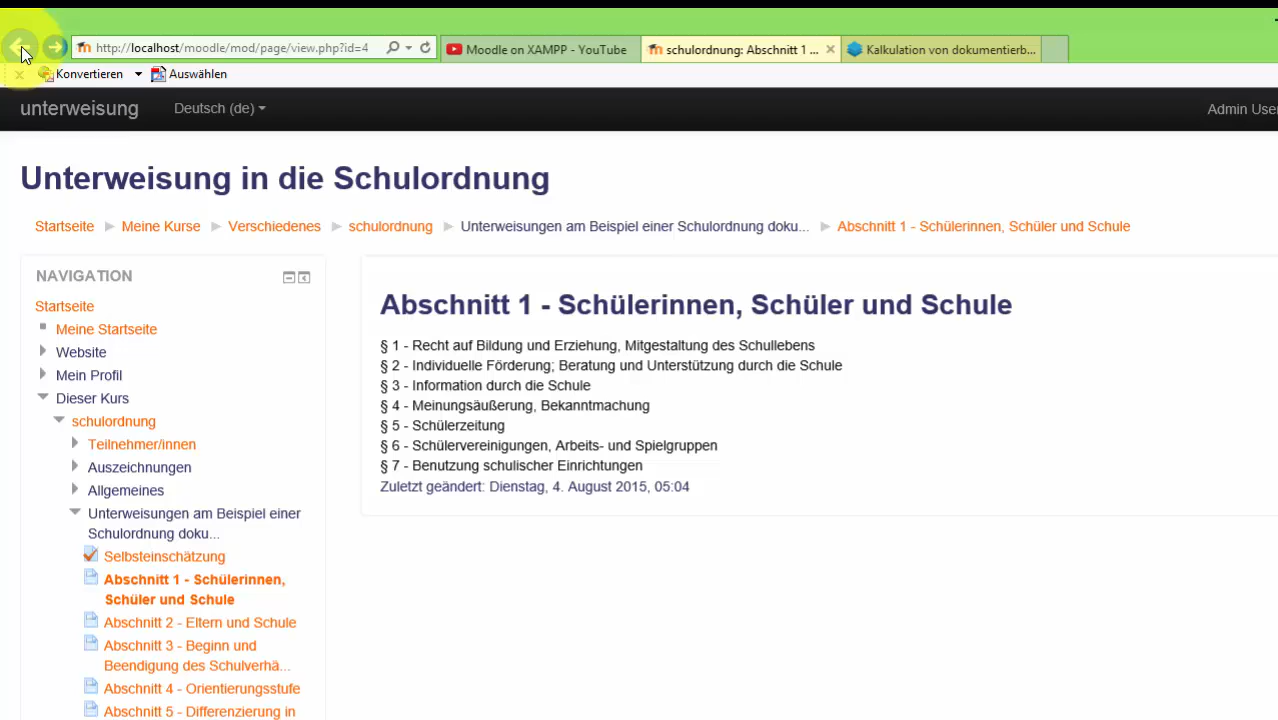 http://localhost/moodle/mod/page/view.php?id=4
Moodle on XAMPP - YouTube
schulordnung: Abschnitt 1 ...
Kalkulation von dokumentierb...
Konvertieren
Auswählen
unterweisung
Deutsch (de)
Admin Use
Unterweisung in die Schulordnung
Startseite
Meine Kurse
Verschiedenes
schulordnung
Unterweisungen am Beispiel einer Schulordnung doku...
Abschnitt 1 - Schülerinnen, Schüler und Schule
NAVIGATION
Startseite
Meine Startseite
Website
Mein Profil
Dieser Kurs
schulordnung
Teilnehmer/innen
Auszeichnungen
Allgemeines
Unterweisungen am Beispiel einer
Schulordnung doku...
Selbsteinschätzung
Abschnitt 1 - Schülerinnen,
Schüler und Schule
Abschnitt 2 - Eltern und Schule
Abschnitt 3 - Beginn und
Beendigung des Schulverhä...
Abschnitt 4 - Orientierungsstufe
Abschnitt 5 - Differenzierung in
Abschnitt 1 - Schülerinnen, Schüler und Schule
§ 1 - Recht auf Bildung und Erziehung, Mitgestaltung des Schullebens
§ 2 - Individuelle Förderung; Beratung und Unterstützung durch die Schule
§ 3 - Information durch die Schule
§ 4 - Meinungsäußerung, Bekanntmachung
§ 5 - Schülerzeitung
§ 6 - Schülervereinigungen, Arbeits- und Spielgruppen
§ 7 - Benutzung schulischer Einrichtungen
Zuletzt geändert: Dienstag, 4. August 2015, 05:04